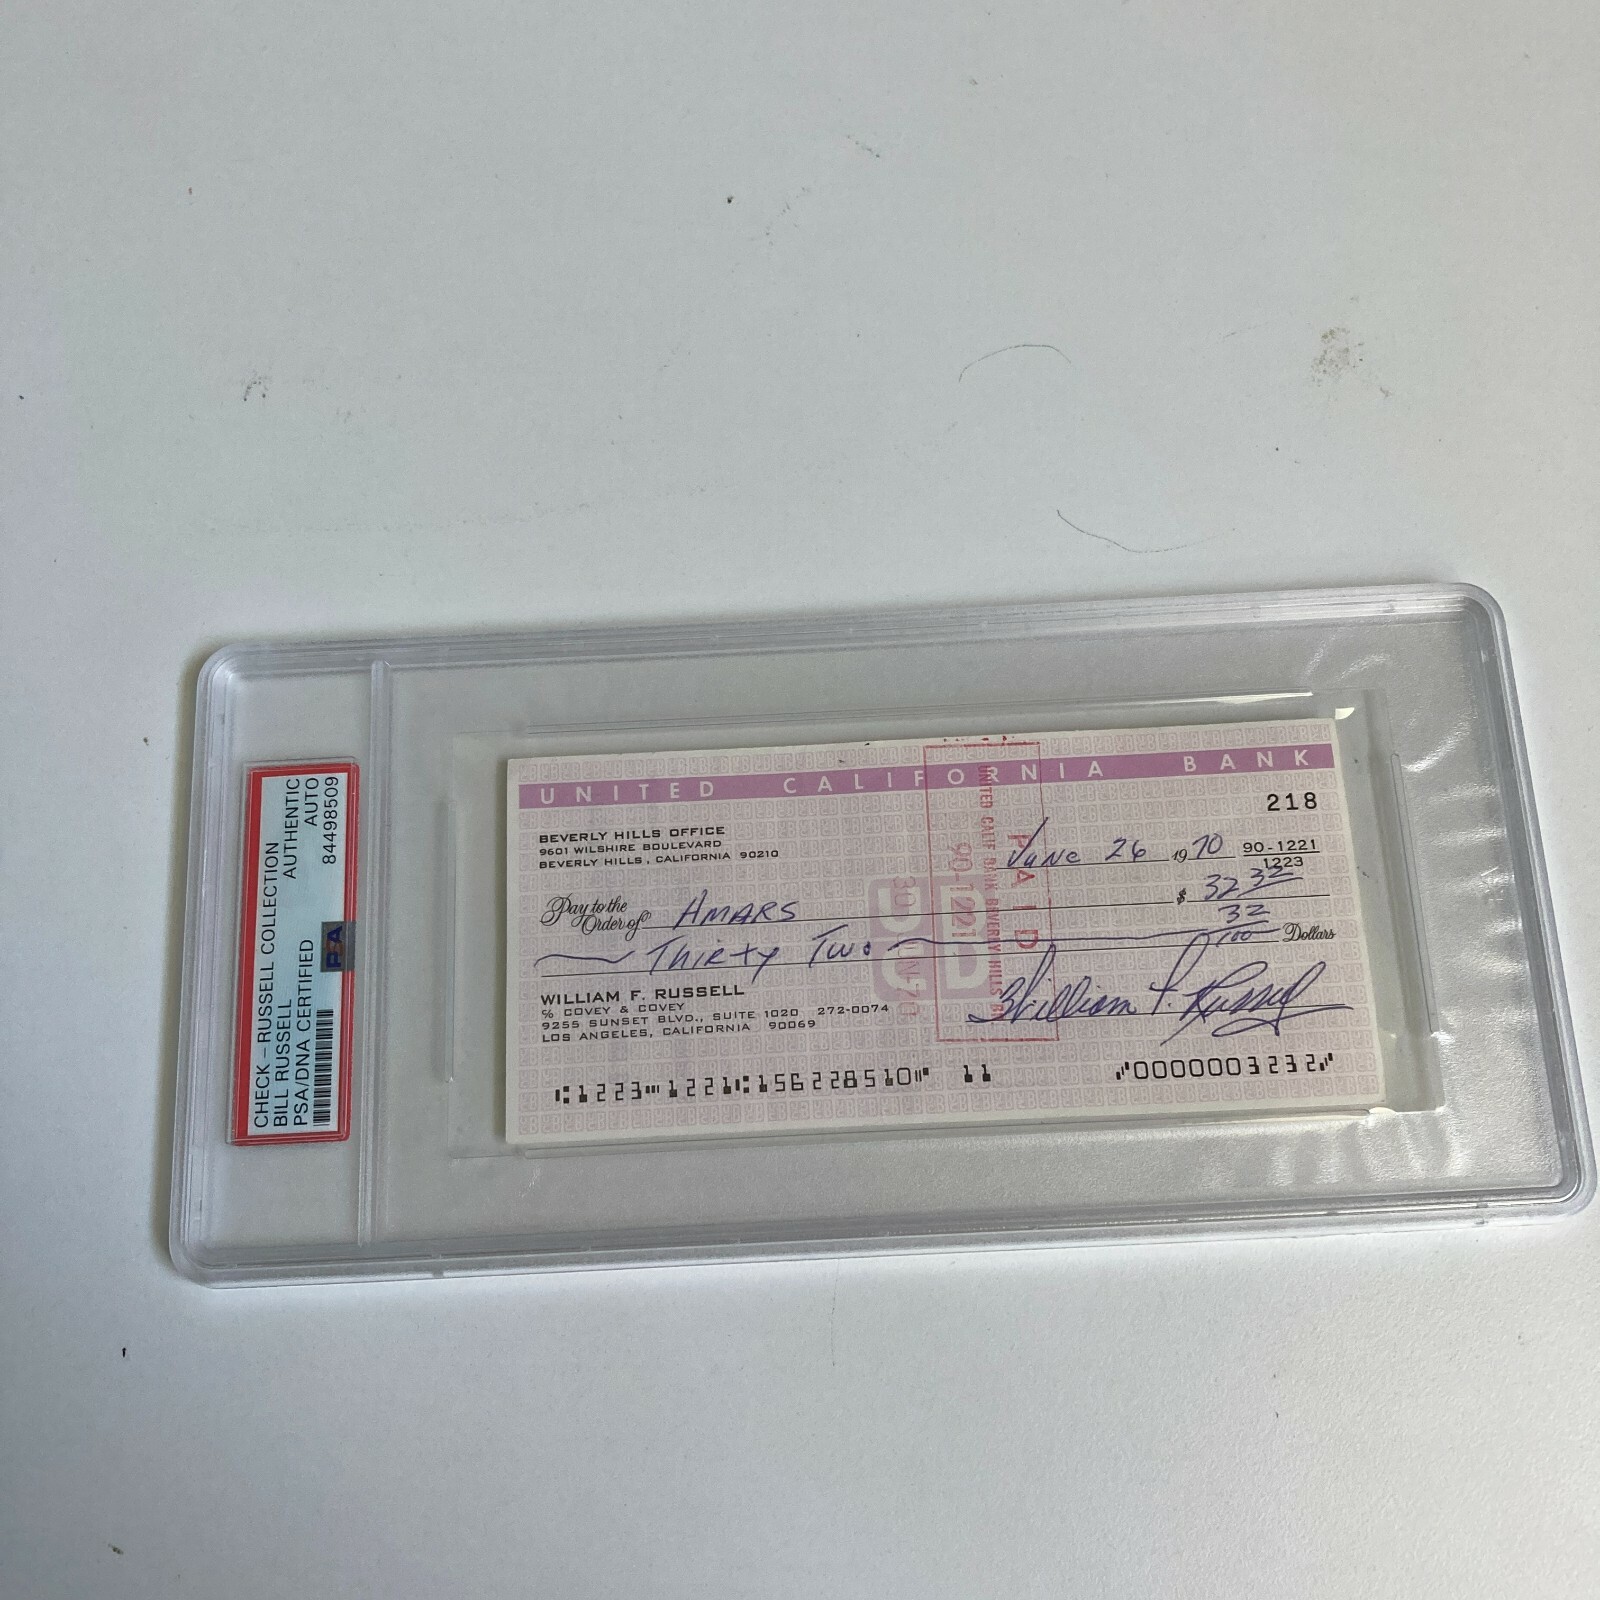 CHECK - RUSSELL COLLECTION
BILL RUSSELL AUTHENTIC
PSA/DNA CERTIFIED AUTO
84498509
PSA
UNITED CALIFORNIA BANK
218
BEVERLY HILLS OFFICE
9601 WILSHIRE BOULEVARD
BEVERLY HILLS, CALIFORNIA 90210
June 26 1970
90-1221
1223
Pay to the
Order of AMARS $ 32 32
Thirty Two 32/100 Dollars
WILLIAM F. RUSSELL
% COVEY & COVEY
9255 SUNSET BLVD., SUITE 1020 272-0074
LOS ANGELES, CALIFORNIA 90069
William F. Russell
PAID
UNITED CALIF BANK BEVERLY HILLS
90-1221
1223 1221 156228510 11 0000003232